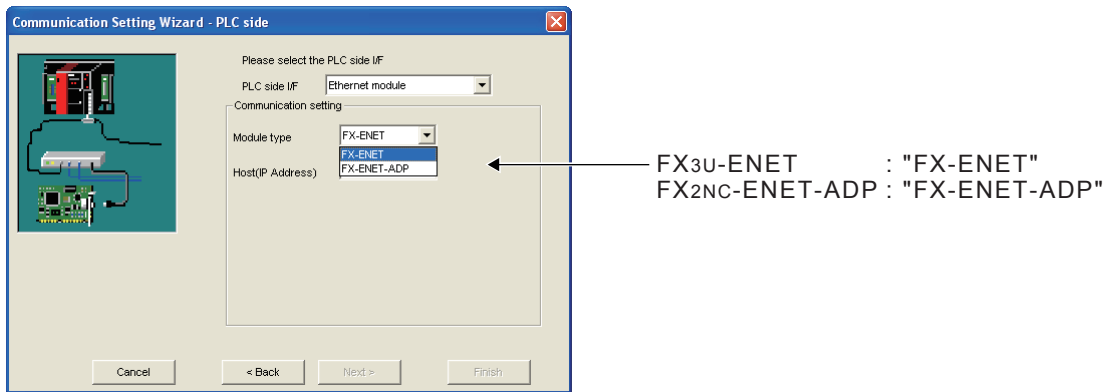 Communication Setting Wizard - PLC side
Please select the PLC side I/F
PLC side I/F Ethernet module
Communication setting
Module type FX-ENET
FX-ENET
FX-ENET-ADP
Host(IP Address)
Cancel < Back Next > Finish
FX3U-ENET : "FX-ENET"
FX2NC-ENET-ADP : "FX-ENET-ADP"